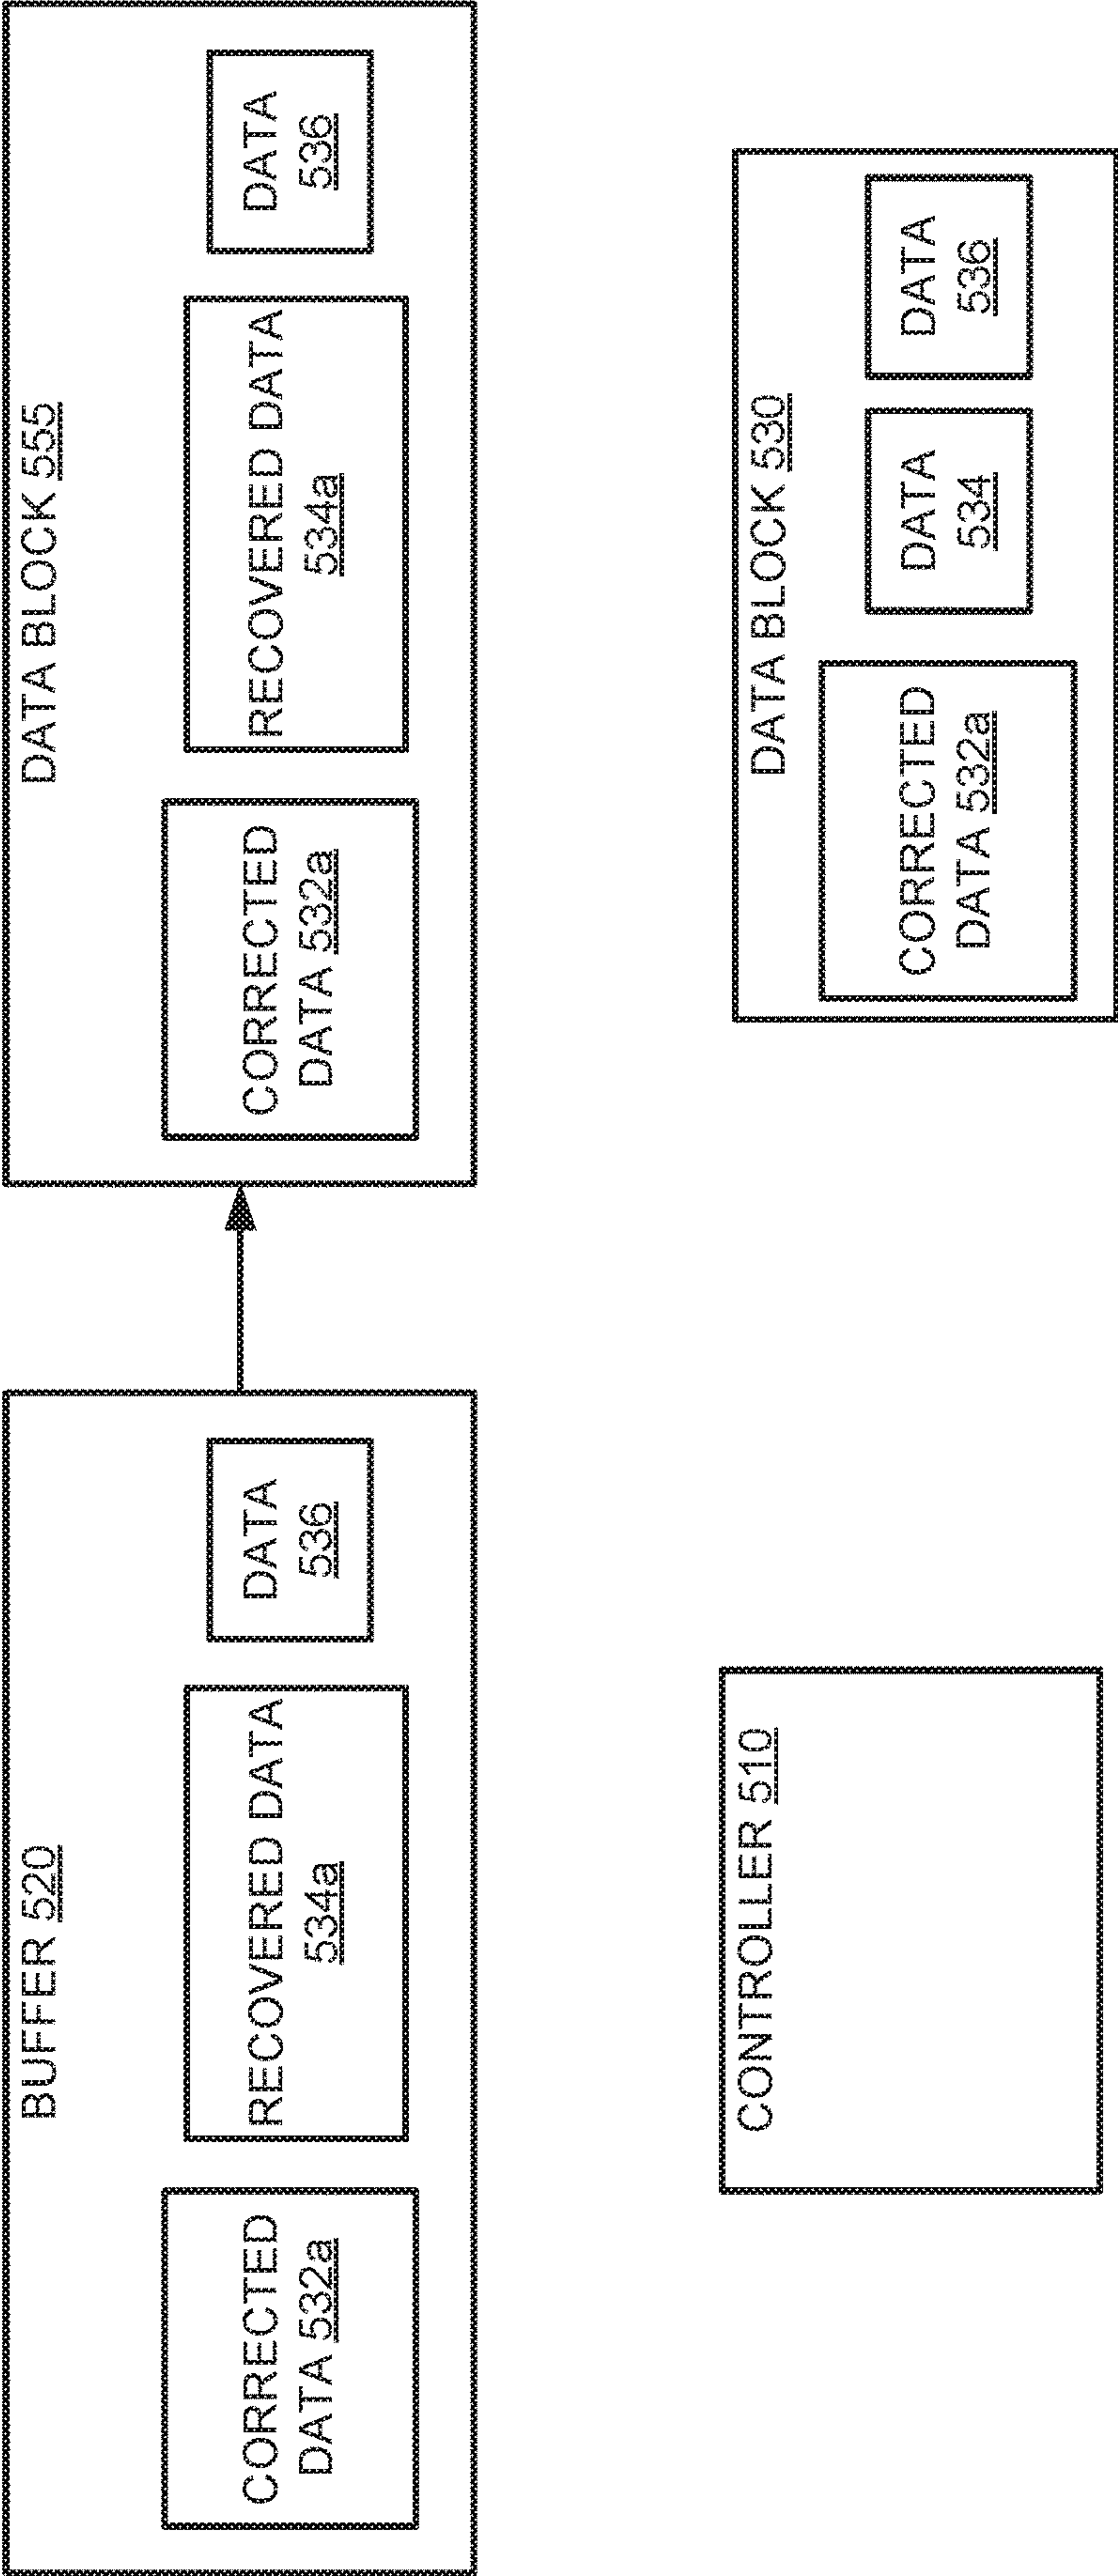 BUFFER 520
CORRECTED
DATA 532a
RECOVERED DATA
534a
DATA
536
DATA BLOCK 555
CORRECTED
DATA 532a
RECOVERED DATA
534a
DATA
536
CONTROLLER 510
DATA BLOCK 530
CORRECTED
DATA 532a
DATA
534
DATA
536